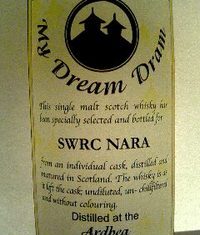 My Dream Dram
This single malt scotch whisky has
been specially selected and bottled for
SWRC NARA
from an individual cask, distilled and
matured in Scotland. The whisky is as
it left the cask; undiluted, un-chillfiltered
and without colouring.
Distilled at the
Ardbeg